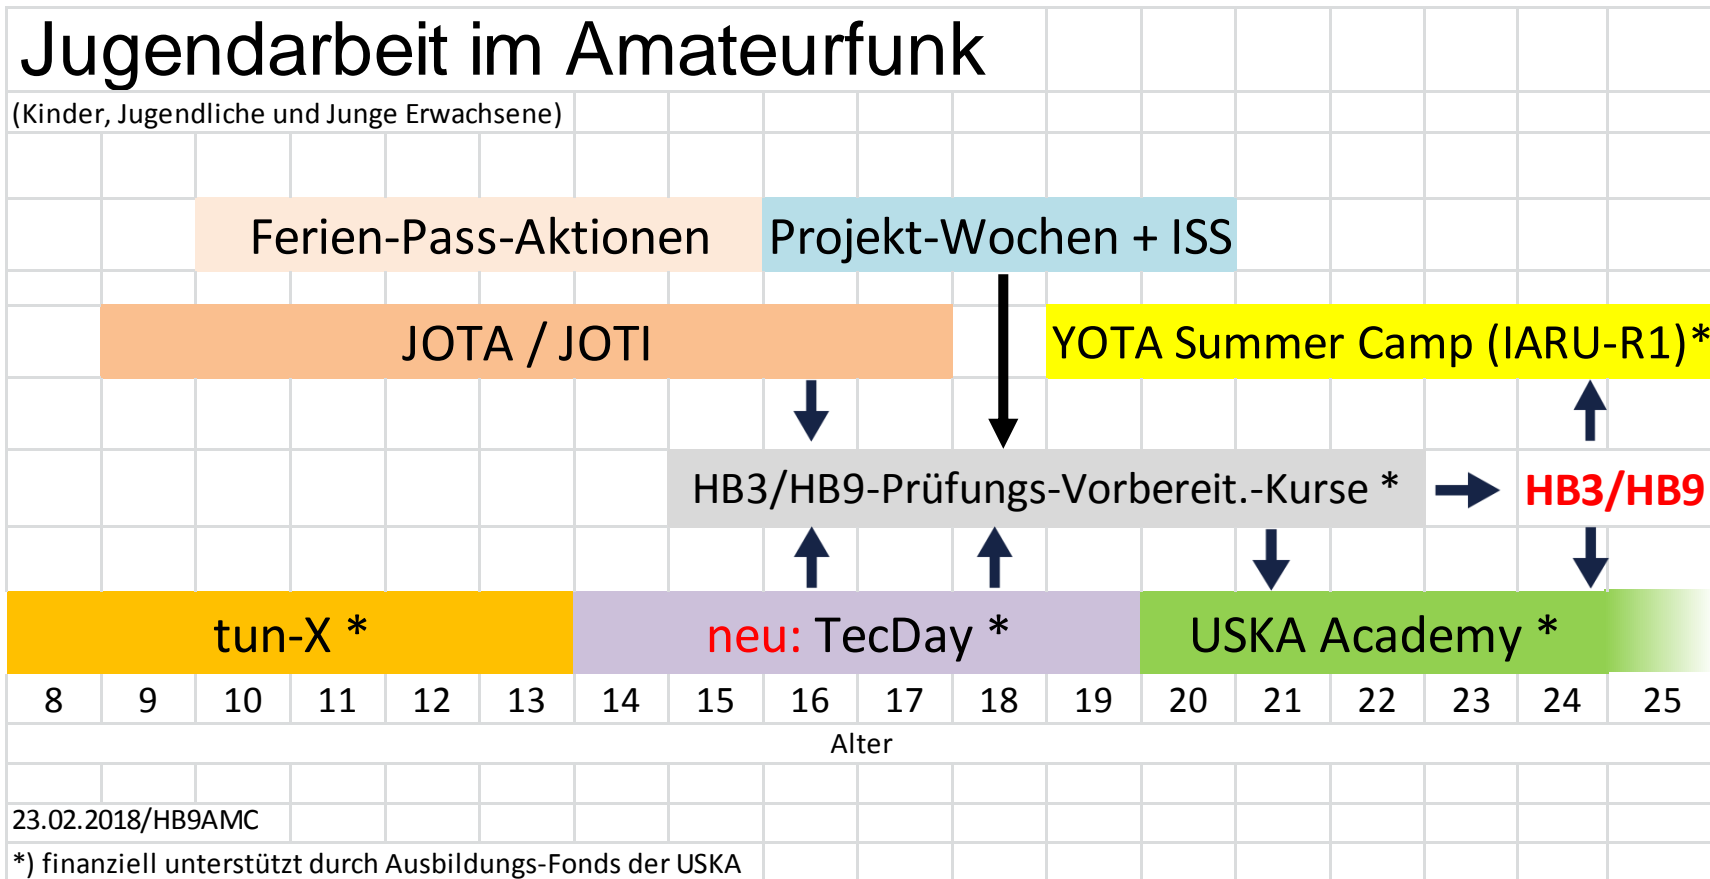 Jugendarbeit im Amateurfunk
(Kinder, Jugendliche und Junge Erwachsene)
Ferien-Pass-Aktionen Projekt-Wochen + ISS
JOTA / JOTI YOTA Summer Camp (IARU-R1)*
HB3/HB9-Prüfungs-Vorbereit.-Kurse * HB3/HB9
tun-X * neu: TecDay * USKA Academy *
8 9 10 11 12 13 14 15 16 17 18 19 20 21 22 23 24 25
Alter
23.02.2018/HB9AMC
*) finanziell unterstützt durch Ausbildungs-Fonds der USKA